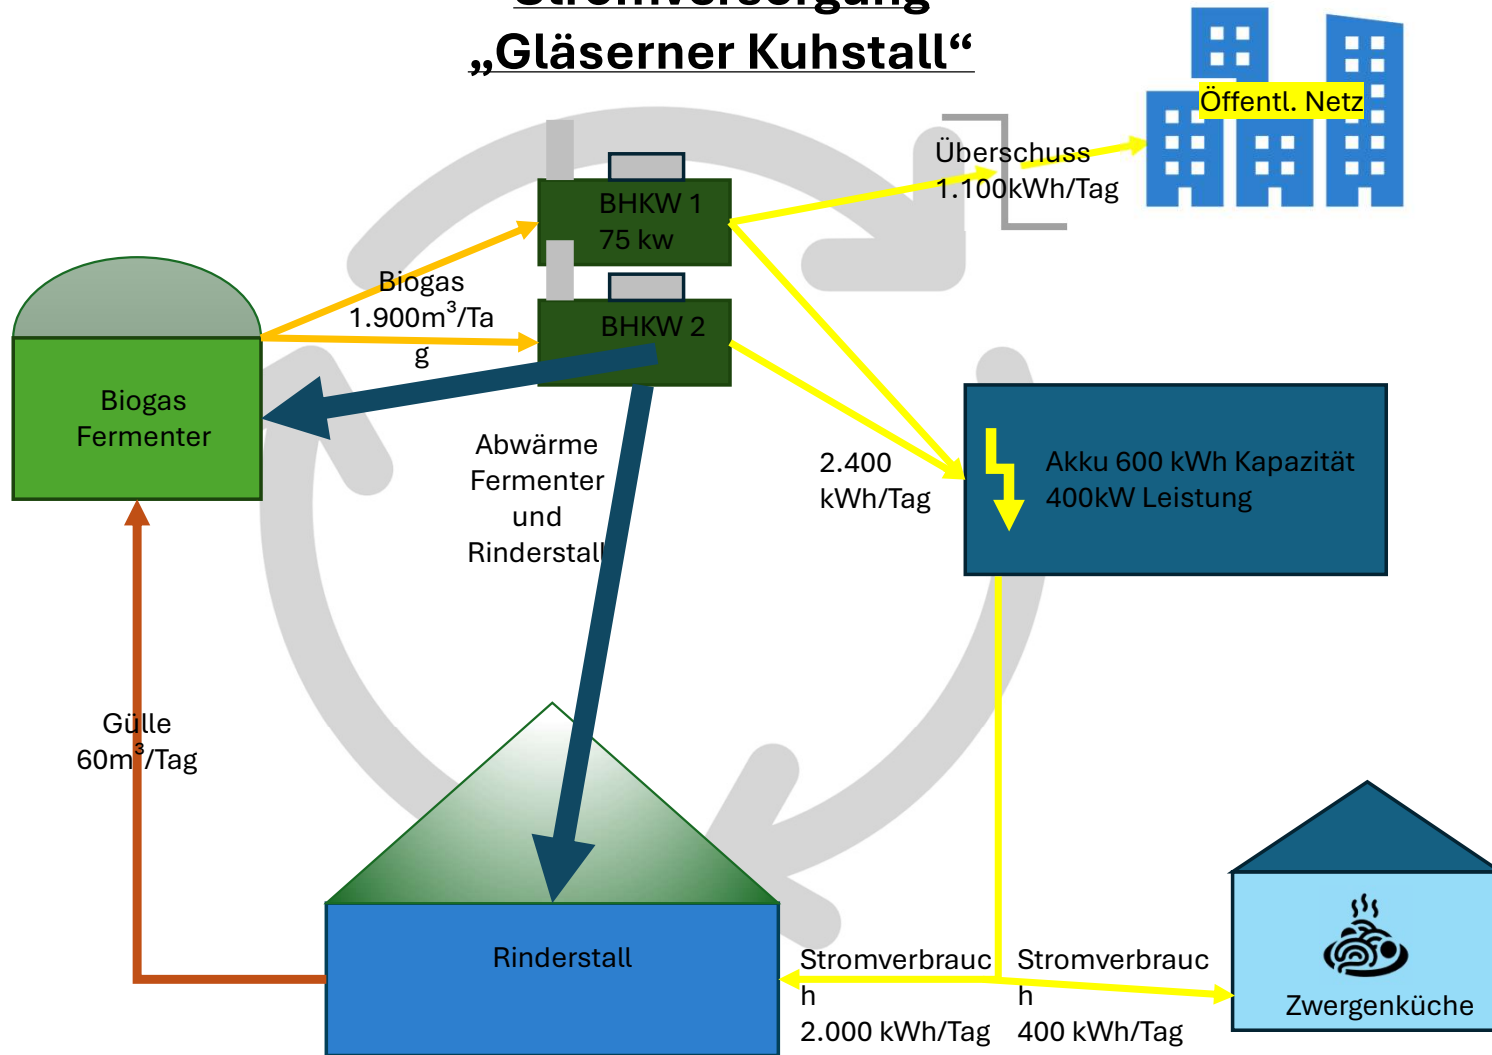 Stromversorgung
„Gläserner Kuhstall“
Öffentl. Netz
Überschuss
1.100kWh/Tag
BHKW 1
75 kw
Biogas
1.900m³/Ta
g
BHKW 2
Biogas
Fermenter
Abwärme
Fermenter
und
Rinderstall
2.400
kWh/Tag
Akku 600 kWh Kapazität
400kW Leistung
Gülle
60m³/Tag
Rinderstall
Stromverbrauc
h
2.000 kWh/Tag
Stromverbrauc
h
400 kWh/Tag
Zwergenküche